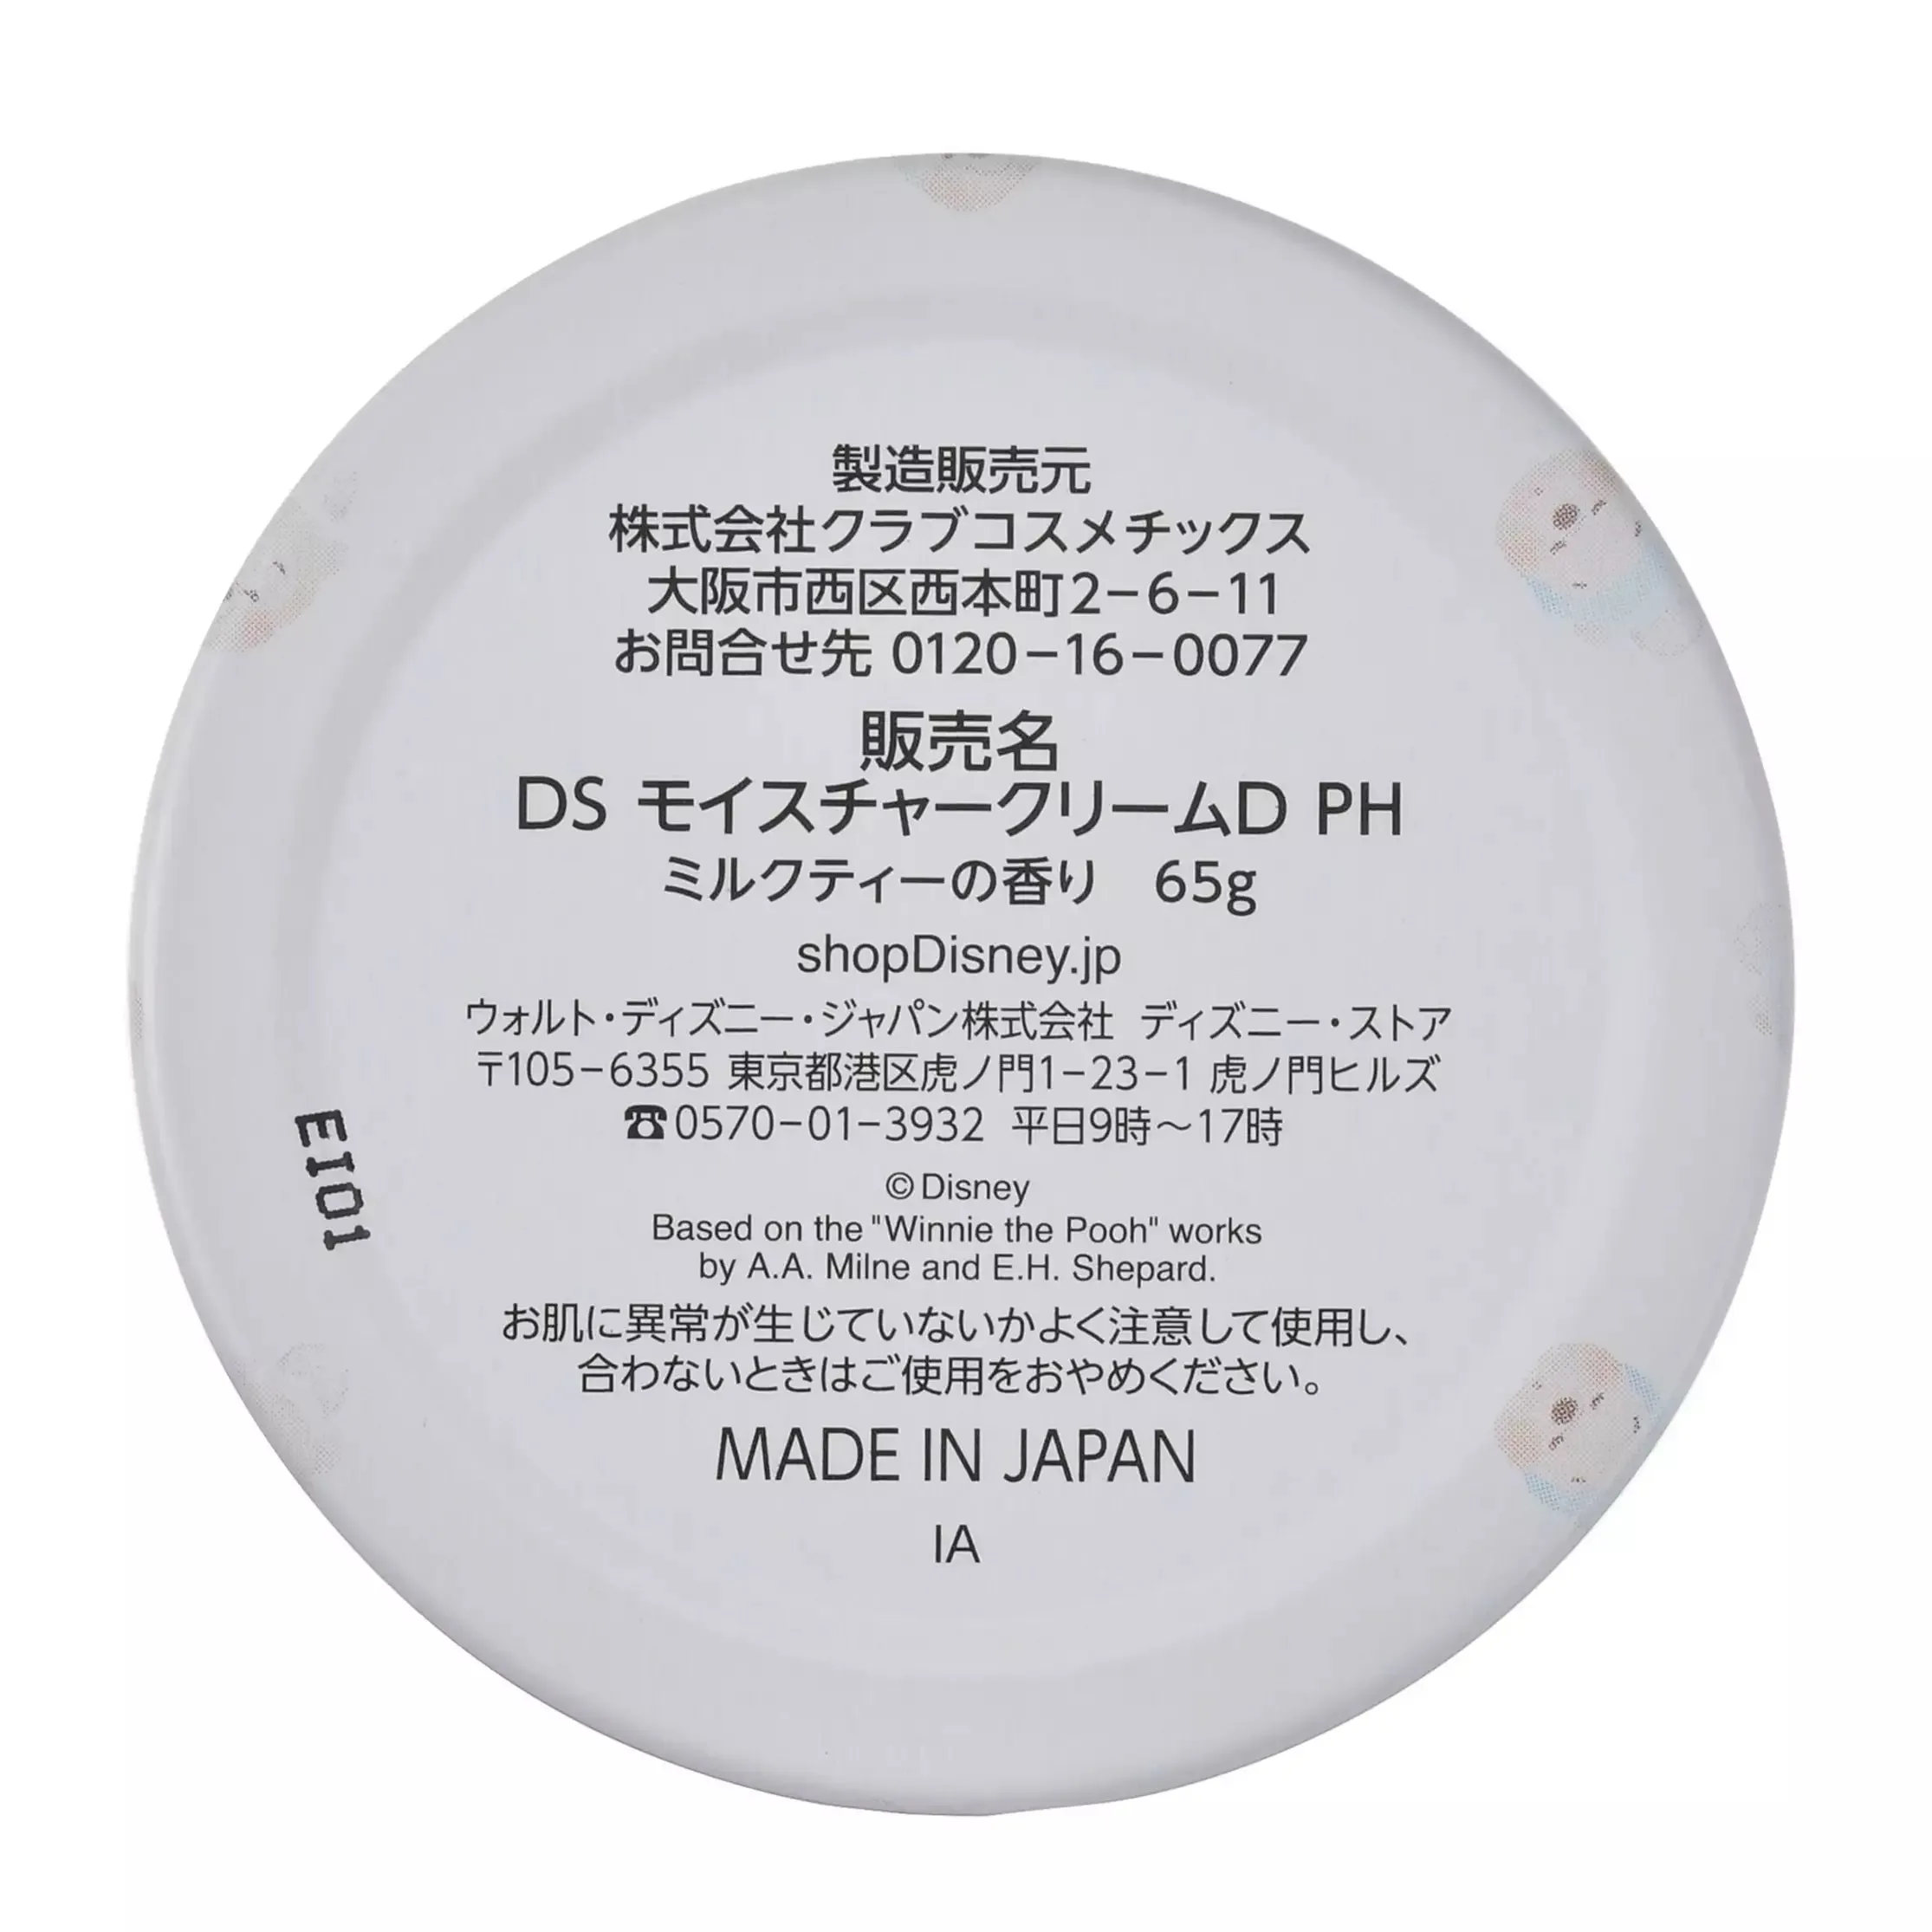 製造販売元
株式会社クラブコスメチックス
大阪市西区西本町2-6-11
お問合せ先 0120-16-0077
販売名
DS モイスチャークリームD PH
ミルクティーの香り 65g
shopDisney.jp
ウォルト・ディズニー・ジャパン株式会社 ディズニー・ストア
〒105-6355 東京都港区虎ノ門1-23-1 虎ノ門ヒルズ
☎0570-01-3932 平日9時～17時
©Disney
Based on the "Winnie the Pooh" works
by A.A. Milne and E.H. Shepard.
お肌に異常が生じていないかよく注意して使用し、
合わないときはご使用をおやめください。
MADE IN JAPAN
IA
EI01